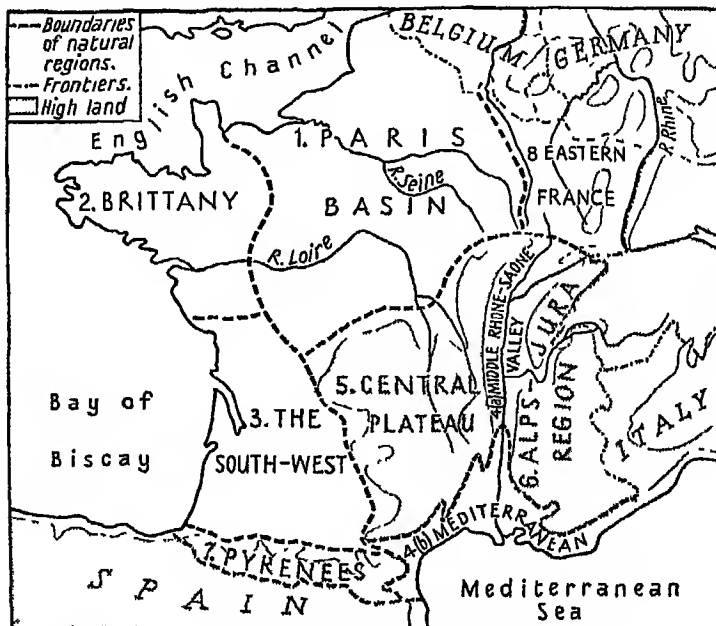 Boundaries
of natural
regions.
Frontiers.
High land
English Channe
BELGIUM
GERMANY
R. Rhine
1. PARIS
BASIN
R. Seine
8 EASTERN
FRANCE
2. BRITTANY
R. Loire
4(a) MIDDLE RHONE-SAONE
VALLEY
JURA
5. CENTRAL
PLATEAU
6. ALPS-
REGION
ITALY
Bay of
Biscay
3. THE
SOUTH-WEST
4(b) MEDITERRANEAN
7. PYRENEES
SPAIN
Mediterranean
Sea